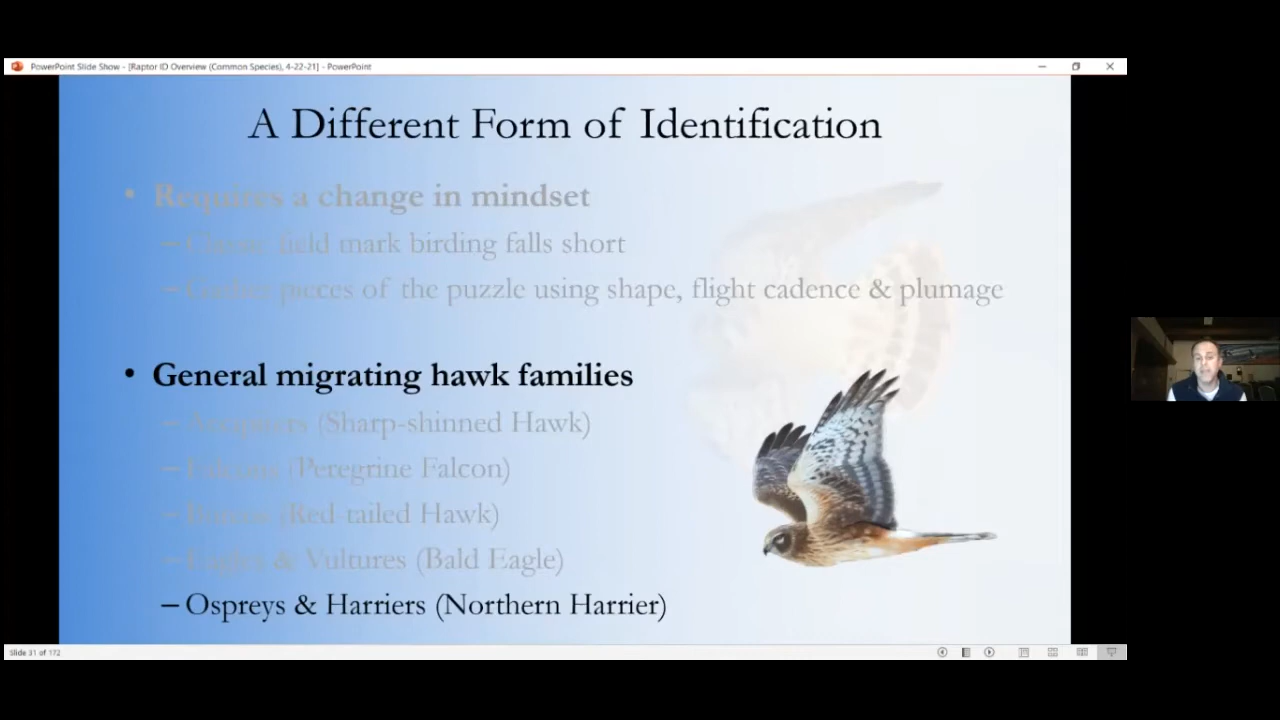 PowerPoint Slide Show - [Raptor ID Overview (Common Species), 4-22-21] - PowerPoint
A Different Form of Identification
• Requires a change in mindset
– Classic field mark birding falls short
– Gather pieces of the puzzle using shape, flight cadence & plumage
• General migrating hawk families
– Accipiters (Sharp-shinned Hawk)
– Falcons (Peregrine Falcon)
– Buteos (Red-tailed Hawk)
– Eagles & Vultures (Bald Eagle)
– Ospreys & Harriers (Northern Harrier)
Slide 31 of 172